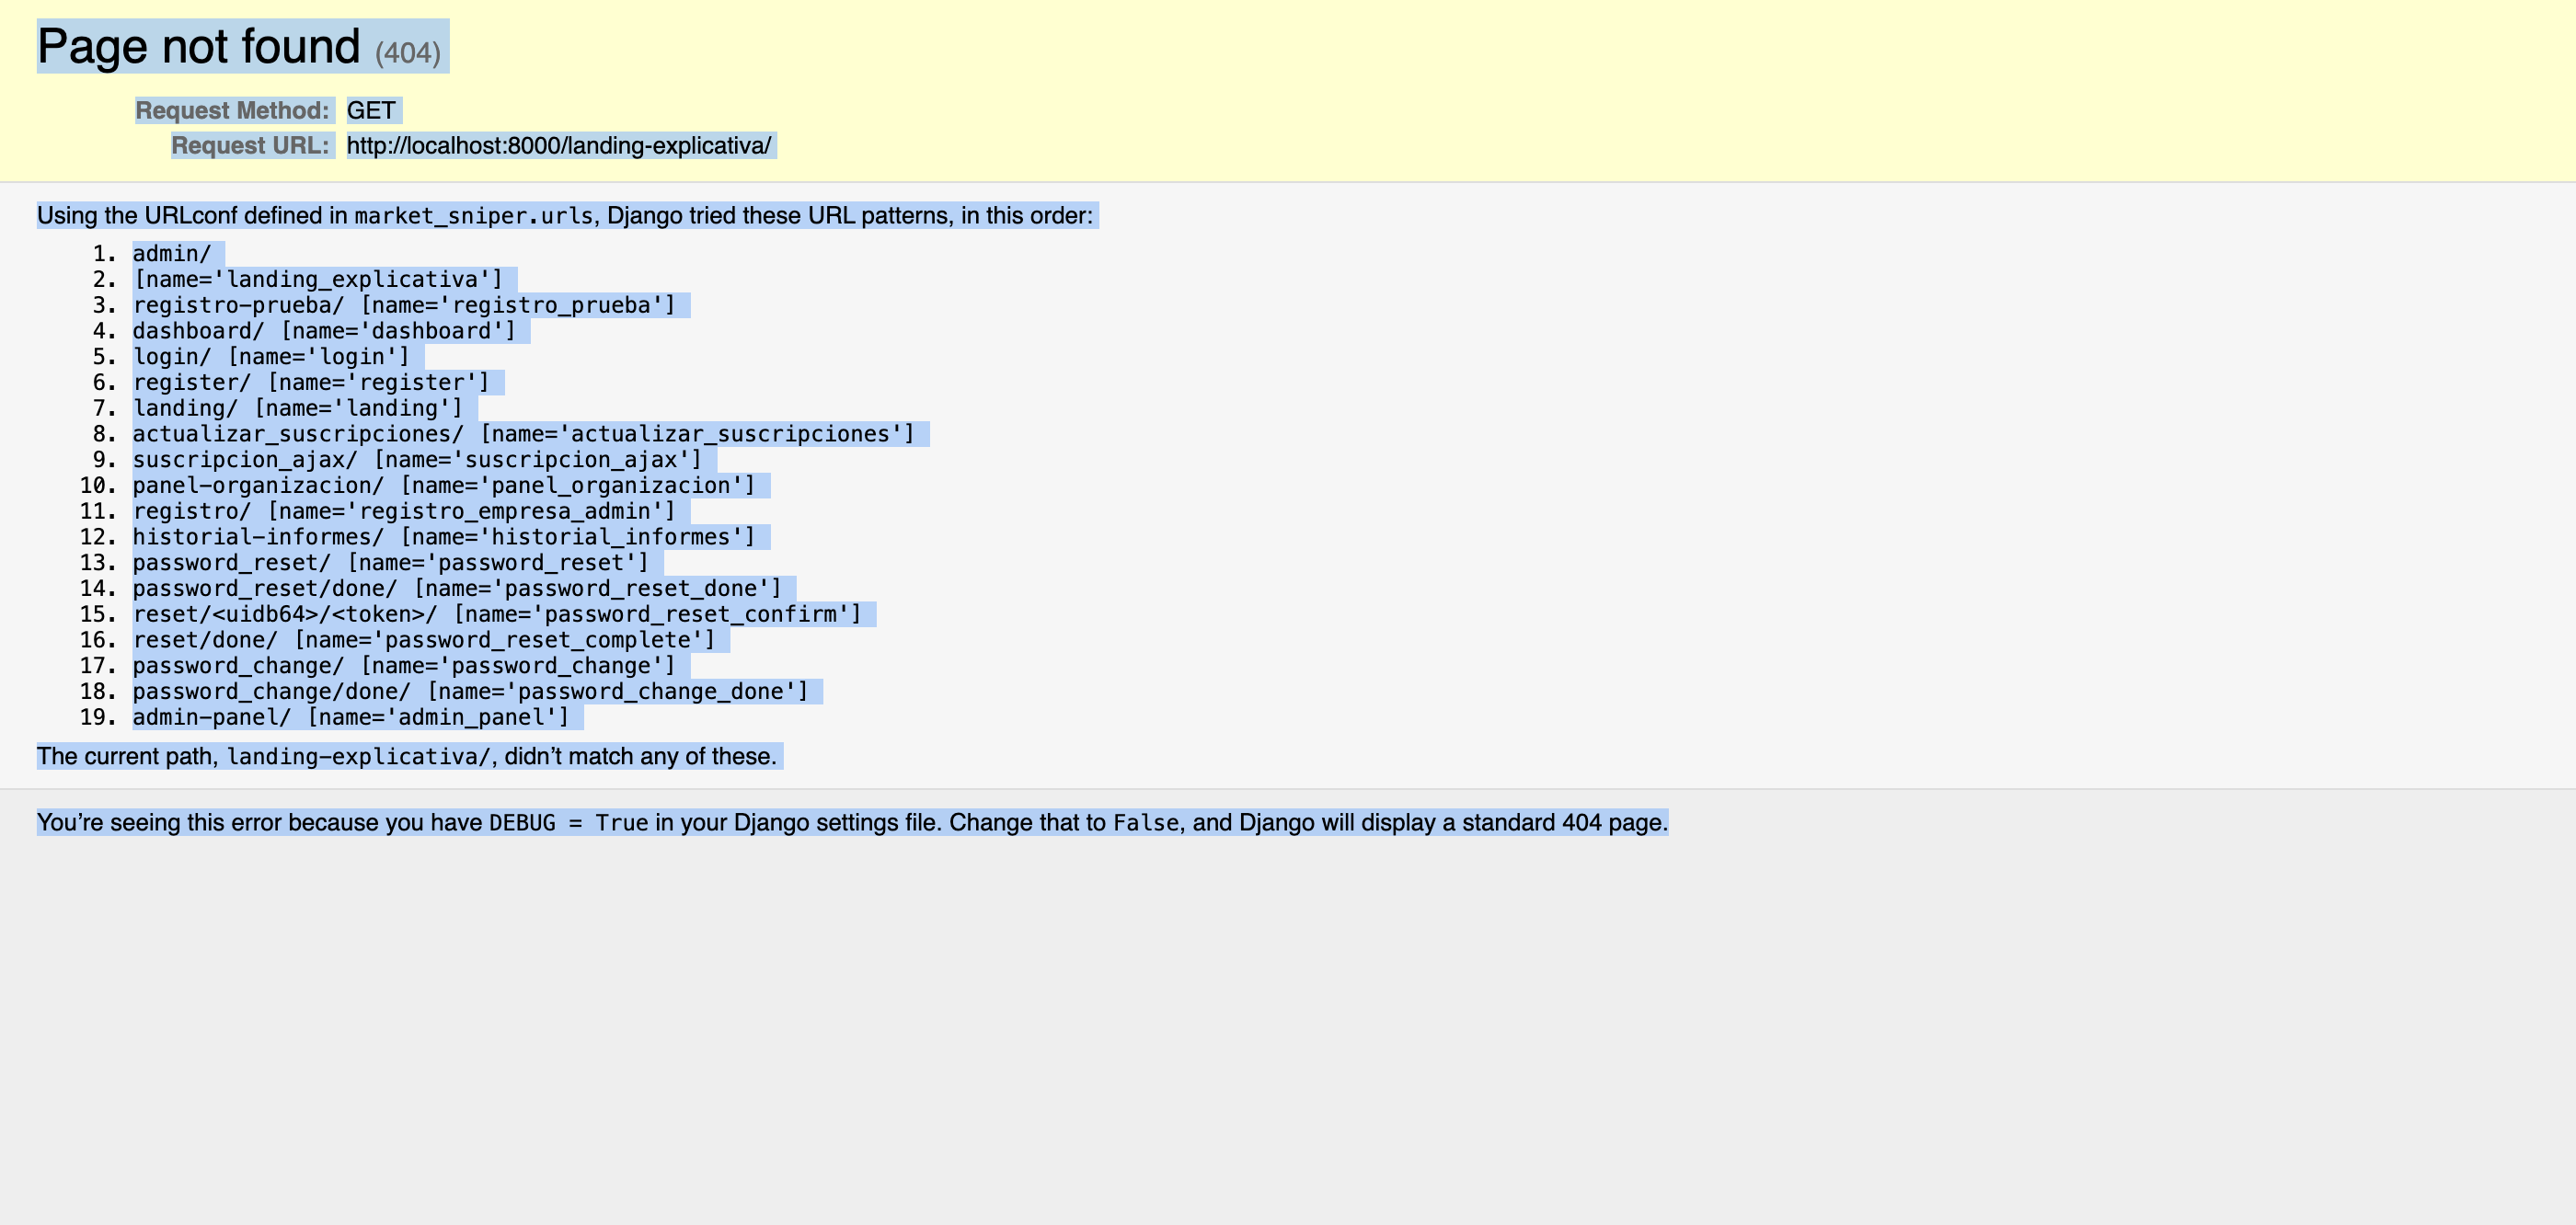 Page not found (404)
Request Method: GET
Request URL: http://localhost:8000/landing-explicativa/
Using the URLconf defined in market_sniper.urls, Django tried these URL patterns, in this order:
1. admin/
2. [name='landing_explicativa']
3. registro-prueba/ [name='registro_prueba']
4. dashboard/ [name='dashboard']
5. login/ [name='login']
6. register/ [name='register']
7. landing/ [name='landing']
8. actualizar_suscripciones/ [name='actualizar_suscripciones']
9. suscripcion_ajax/ [name='suscripcion_ajax']
10. panel-organizacion/ [name='panel_organizacion']
11. registro/ [name='registro_empresa_admin']
12. historial-informes/ [name='historial_informes']
13. password_reset/ [name='password_reset']
14. password_reset/done/ [name='password_reset_done']
15. reset/<uidb64>/<token>/ [name='password_reset_confirm']
16. reset/done/ [name='password_reset_complete']
17. password_change/ [name='password_change']
18. password_change/done/ [name='password_change_done']
19. admin-panel/ [name='admin_panel']
The current path, landing-explicativa/, didn’t match any of these.
You’re seeing this error because you have DEBUG = True in your Django settings file. Change that to False, and Django will display a standard 404 page.